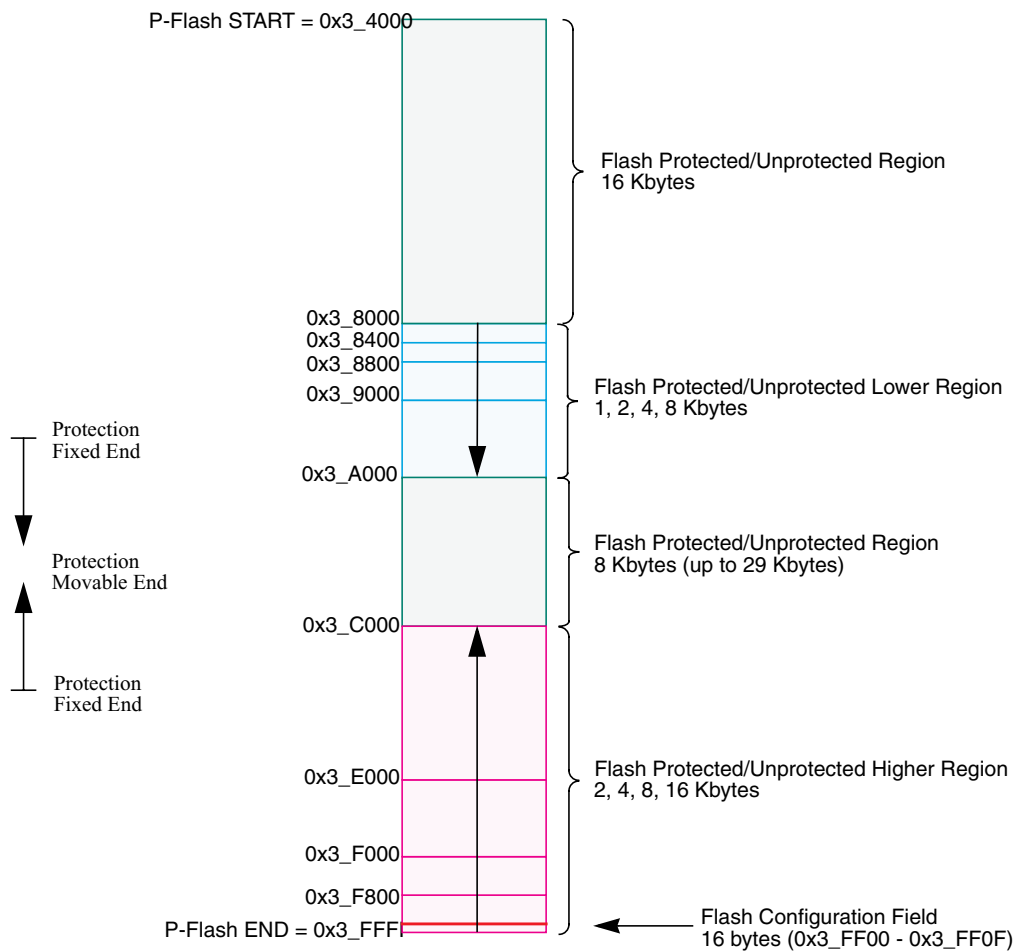 P-Flash START = 0x3_4000
Flash Protected/Unprotected Region
16 Kbytes
0x3_8000
0x3_8400
0x3_8800
0x3_9000
Flash Protected/Unprotected Lower Region
1, 2, 4, 8 Kbytes
Protection
Fixed End
0x3_A000
Protection
Movable End
Flash Protected/Unprotected Region
8 Kbytes (up to 29 Kbytes)
0x3_C000
Protection
Fixed End
0x3_E000
Flash Protected/Unprotected Higher Region
2, 4, 8, 16 Kbytes
0x3_F000
0x3_F800
P-Flash END = 0x3_FFF
Flash Configuration Field
16 bytes (0x3_FF00 - 0x3_FF0F)